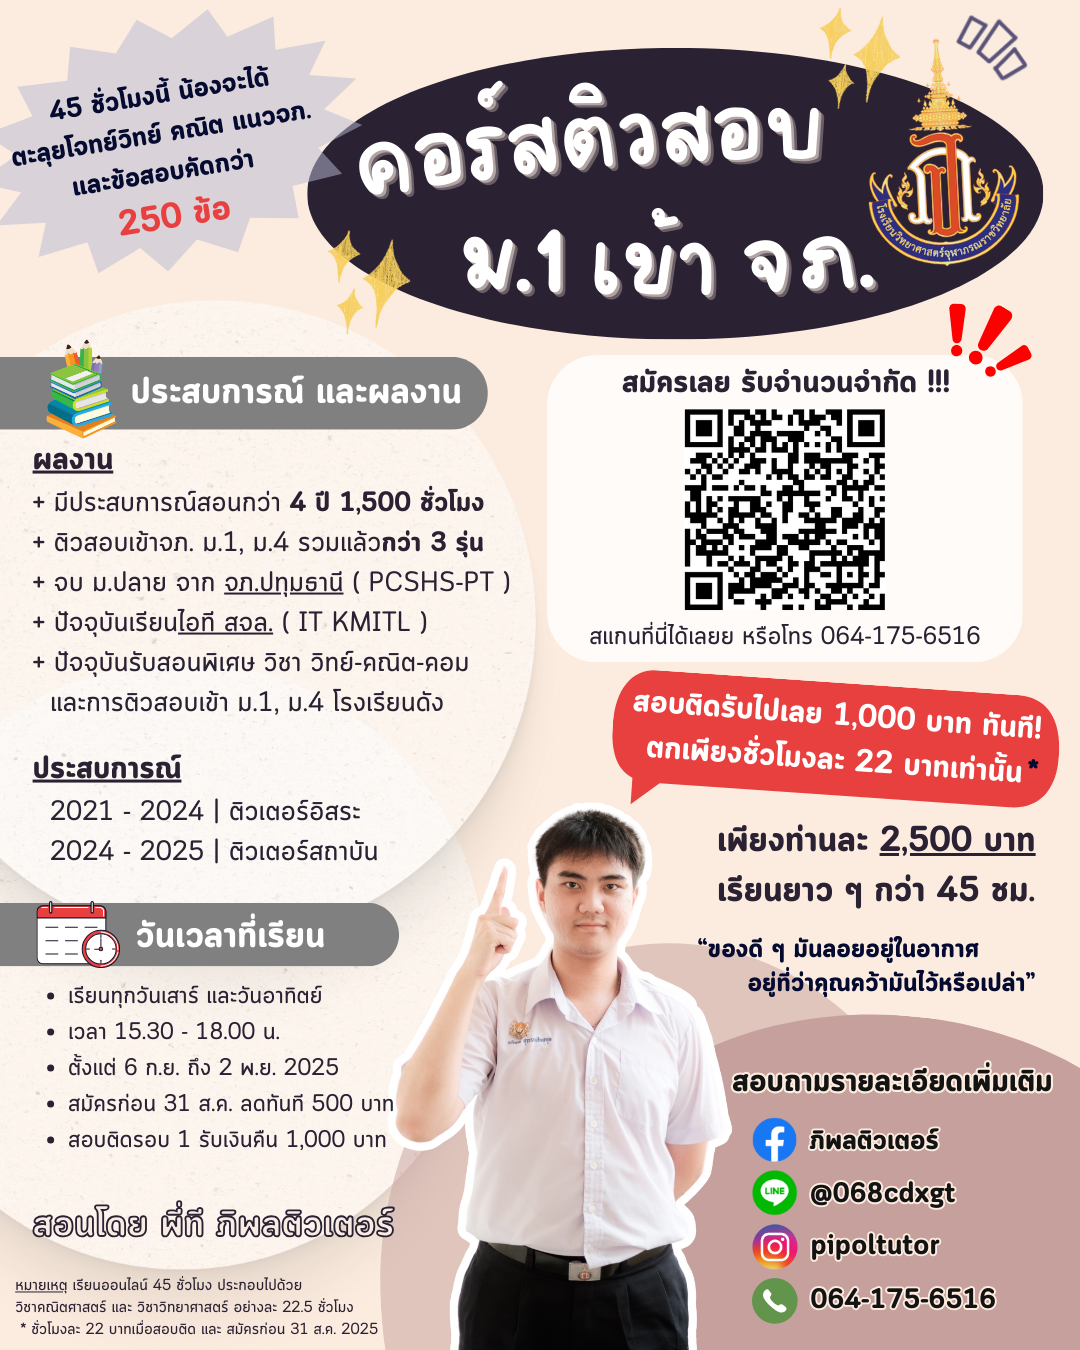 45 ชั่วโมงนี้ น้องจะได้
ตะลุยโจทย์วิทย์ คณิต แนวจภ.
และข้อสอบคัดกว่า
250 ข้อ
คอร์สติวสอบ
ม.1 เข้า จภ.
โรงเรียนวิทยาศาสตร์จุฬาภรณราชวิทยาลัย
ประสบการณ์ และผลงาน
ผลงาน
+ มีประสบการณ์สอนกว่า 4 ปี 1,500 ชั่วโมง
+ ติวสอบเข้าจภ. ม.1, ม.4 รวมแล้วกว่า 3 รุ่น
+ จบ ม.ปลาย จาก จภ.ปทุมธานี ( PCSHS-PT )
+ ปัจจุบันเรียนไอที สจล. ( IT KMITL )
+ ปัจจุบันรับสอนพิเศษ วิชา วิทย์-คณิต-คอม
และการติวสอบเข้า ม.1, ม.4 โรงเรียนดัง
ประสบการณ์
2021 - 2024 | ติวเตอร์อิสระ
2024 - 2025 | ติวเตอร์สถาบัน
วันเวลาที่เรียน
• เรียนทุกวันเสาร์ และวันอาทิตย์
• เวลา 15.30 - 18.00 น.
• ตั้งแต่ 6 ก.ย. ถึง 2 พ.ย. 2025
• สมัครก่อน 31 ส.ค. ลดทันที 500 บาท
• สอบติดรอบ 1 รับเงินคืน 1,000 บาท
สอนโดย พี่ที ภิพลติวเตอร์
หมายเหตุ เรียนออนไลน์ 45 ชั่วโมง ประกอบไปด้วย
วิชาคณิตศาสตร์ และ วิชาวิทยาศาสตร์ อย่างละ 22.5 ชั่วโมง
* ชั่วโมงละ 22 บาทเมื่อสอบติด และ สมัครก่อน 31 ส.ค. 2025
สมัครเลย รับจำนวนจำกัด !!!
สแกนที่นี่ได้เลยย หรือโทร 064-175-6516
สอบติดรับไปเลย 1,000 บาท ทันที!
ตกเพียงชั่วโมงละ 22 บาทเท่านั้น *
เพียงท่านละ 2,500 บาท
เรียนยาว ๆ กว่า 45 ชม.
“ของดี ๆ มันลอยอยู่ในอากาศ
อยู่ที่ว่าคุณคว้ามันไว้หรือเปล่า”
สอบถามรายละเอียดเพิ่มเติม
ภิพลติวเตอร์
LINE
@068cdxgt
pipoltutor
064-175-6516